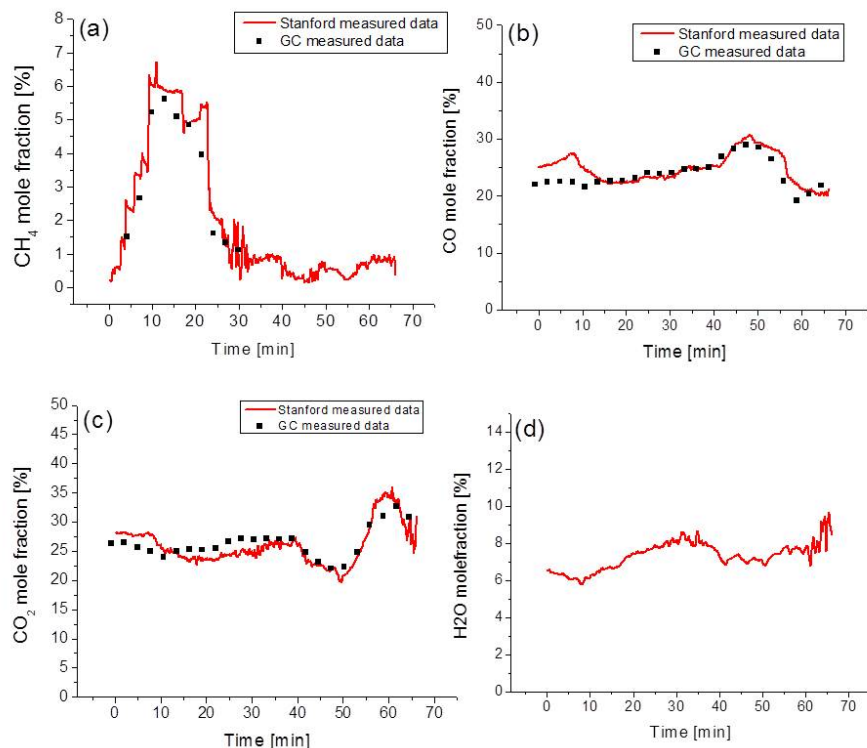 (a)
Stanford measured data
GC measured data
CH4 mole fraction [%]
8
7
6
5
4
3
2
1
0
0 10 20 30 40 50 60 70
Time [min]
(b)
Stanford measured data
GC measured data
CO mole fraction [%]
50
40
30
20
10
0
0 10 20 30 40 50 60 70
Time [min]
(c)
Stanford measured data
GC measured data
CO2 mole fraction [%]
50
45
40
35
30
25
20
15
10
5
0
0 10 20 30 40 50 60 70
Time [min]
(d)
H2O molefraction [%]
14
12
10
8
6
4
2
0
0 10 20 30 40 50 60 70
Time [min]